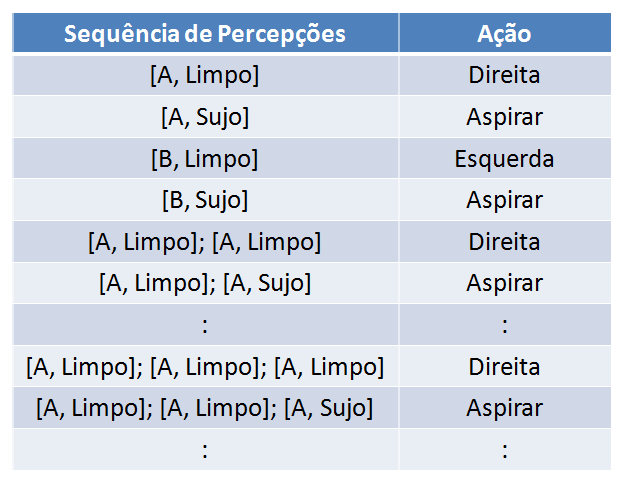 Sequência de Percepções Ação
[A, Limpo] Direita
[A, Sujo] Aspirar
[B, Limpo] Esquerda
[B, Sujo] Aspirar
[A, Limpo]; [A, Limpo] Direita
[A, Limpo]; [A, Sujo] Aspirar
: :
[A, Limpo]; [A, Limpo]; [A, Limpo] Direita
[A, Limpo]; [A, Limpo]; [A, Sujo] Aspirar
: :